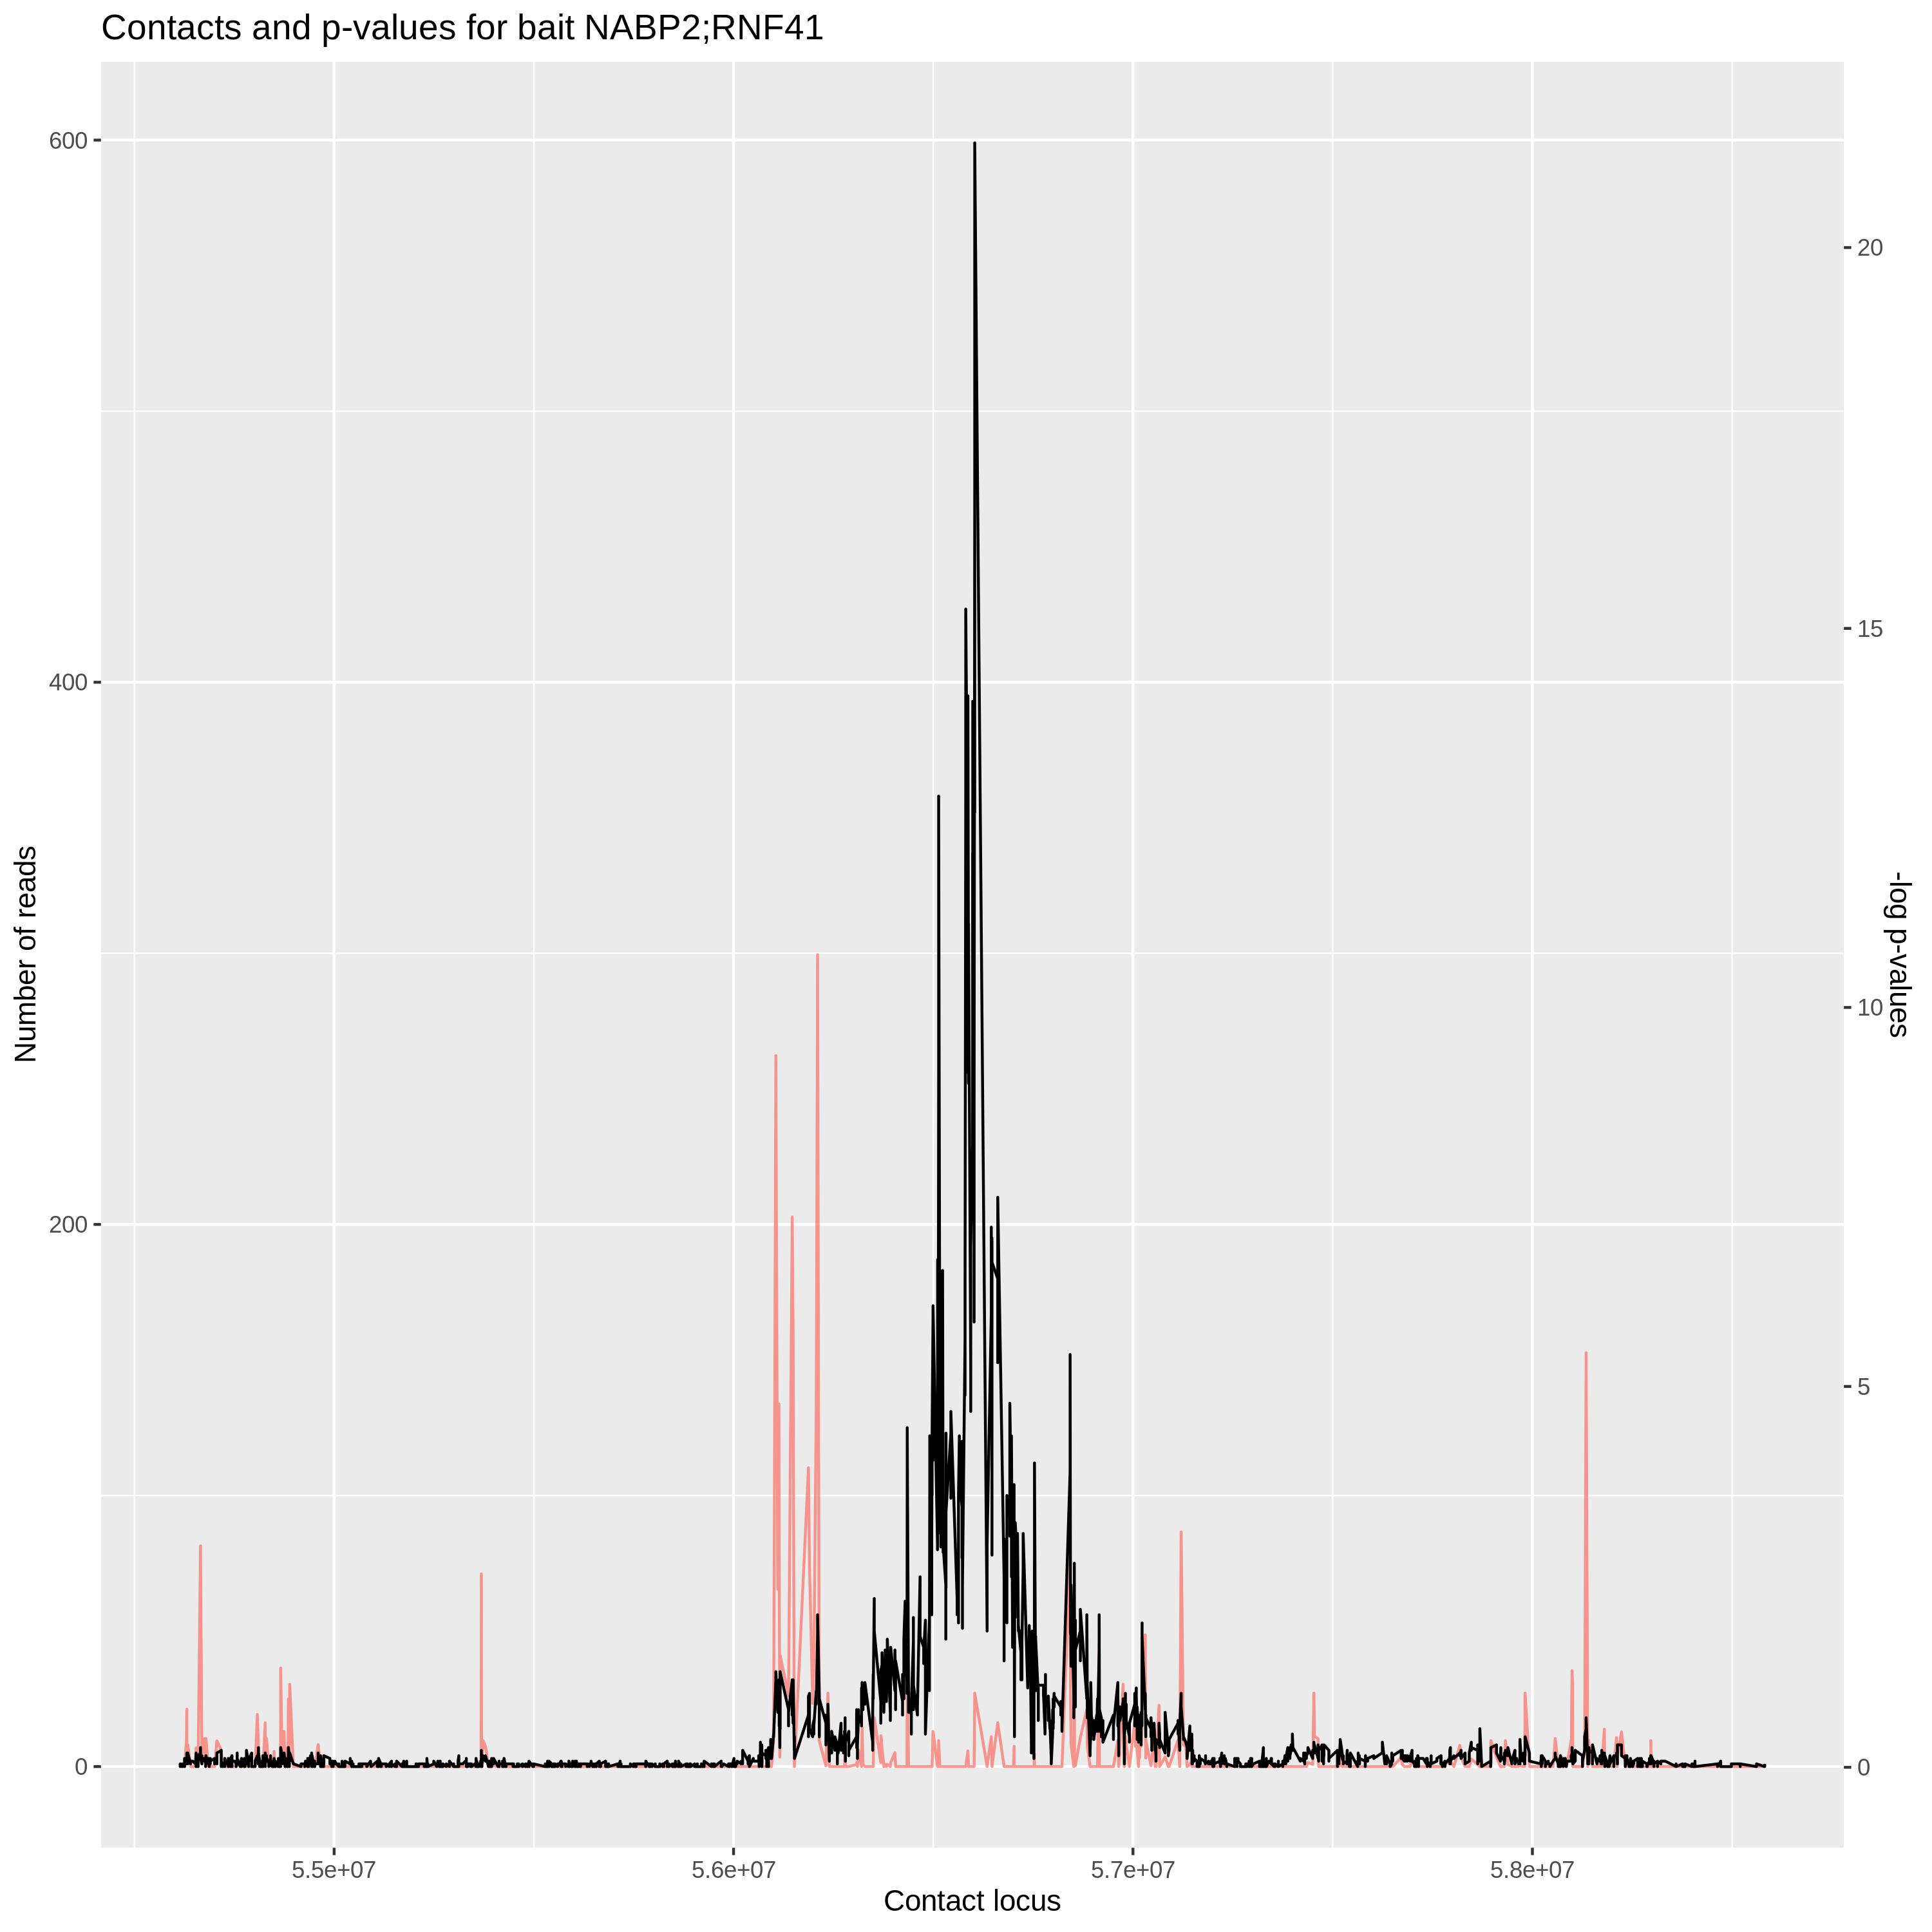 Contacts and p-values for bait NABP2;RNF41
600
400
200
0
Number of reads
20
15
10
5
0
-log p-values
5.5e+07
5.6e+07
5.7e+07
5.8e+07
Contact locus